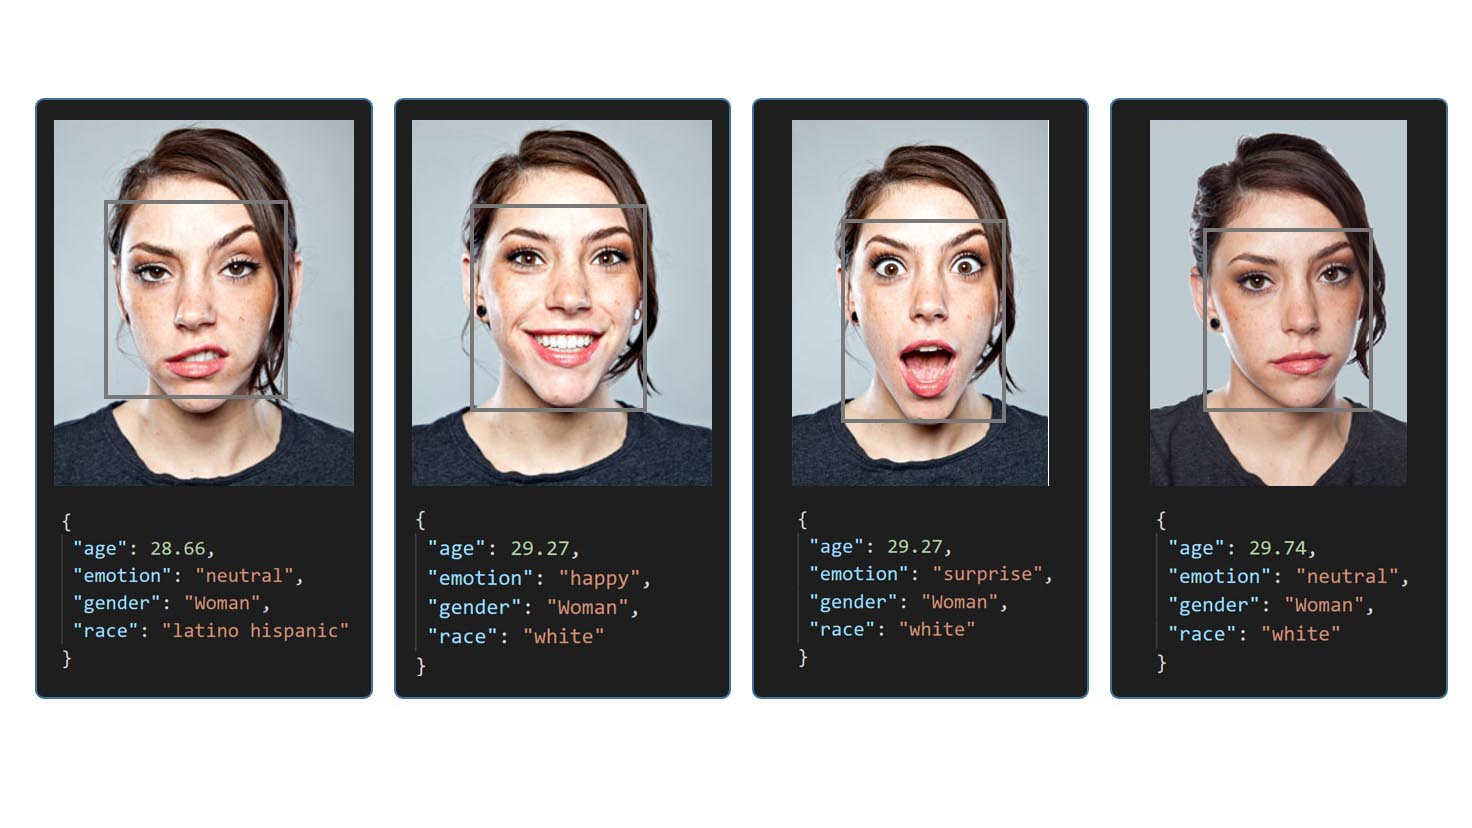 {
"age": 28.66,
"emotion": "neutral",
"gender": "Woman",
"race": "latino hispanic"
}
{
"age": 29.27,
"emotion": "happy",
"gender": "Woman",
"race": "white"
}
{
"age": 29.27,
"emotion": "surprise",
"gender": "Woman",
"race": "white"
}
{
"age": 29.74,
"emotion": "neutral",
"gender": "Woman",
"race": "white"
}